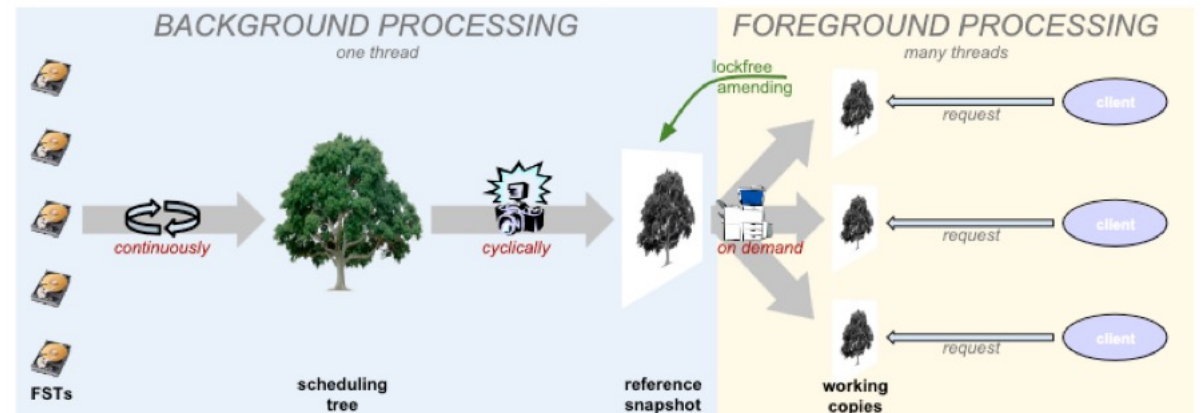 BACKGROUND PROCESSING
one thread
FOREGROUND PROCESSING
many threads
lockfree
amending
client
request
continuously
cyclically
on demand
client
request
client
request
FSTs
scheduling
tree
reference
snapshot
working
copies